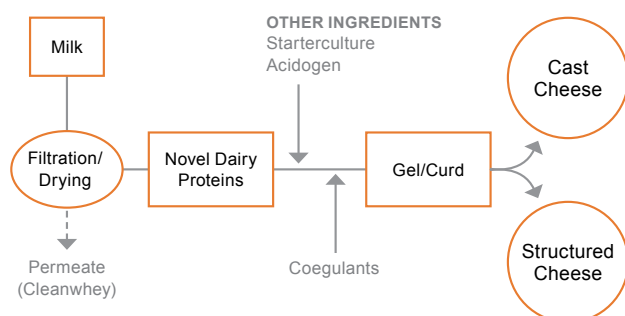 Milk
OTHER INGREDIENTS
Starterculture
Acidogen
Cast
Cheese
Filtration/
Drying
Novel Dairy
Proteins
Gel/Curd
Permeate
(Cleanwhey)
Coegulants
Structured
Cheese